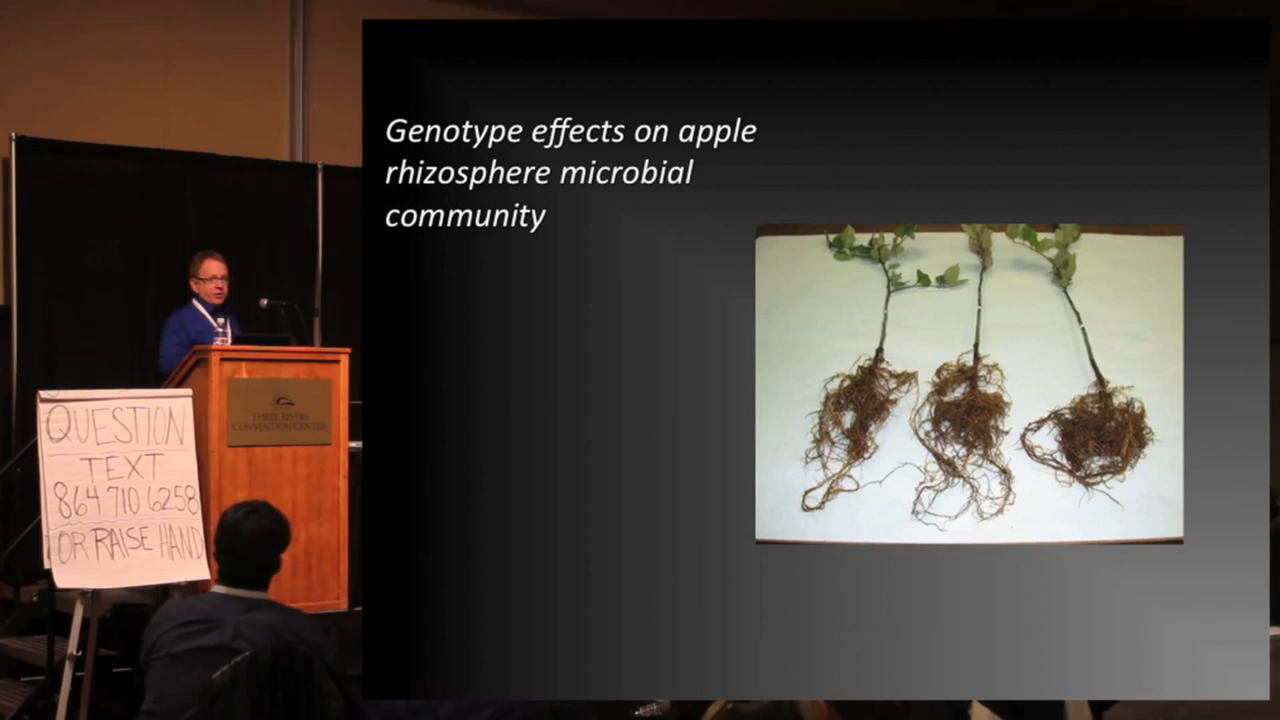 Genotype effects on apple
rhizosphere microbial
community
THREE RIVERS
CONVENTION CENTER
QUESTION
TEXT
864 710 6258
OR RAISE HAND